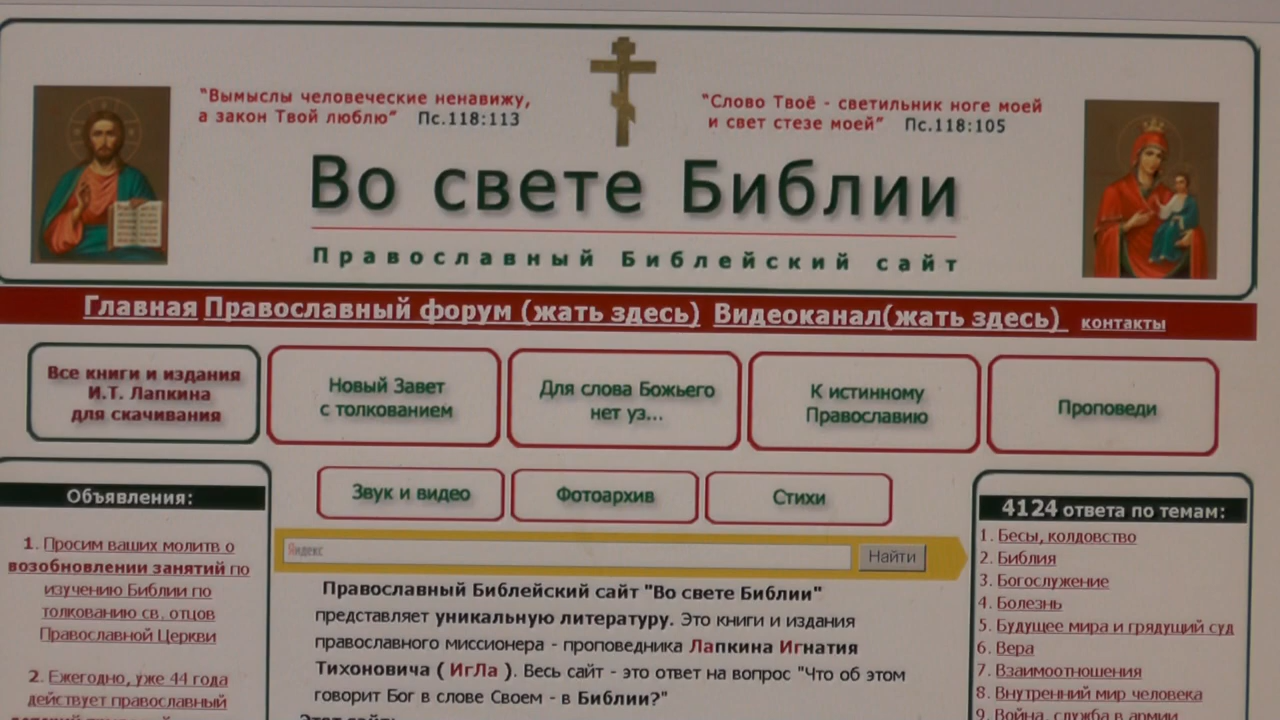 "Вымыслы человеческие ненавижу,
а закон Твой люблю" Пс.118:113
"Слово Твоё - светильник ноге моей
и свет стезе моей" Пс.118:105
Во свете Библии
Православный Библейский сайт
Главная Православный форум (жать здесь) Видеоканал(жать здесь) контакты
Все книги и издания
И.Т. Лапкина
для скачивания
Новый Завет
с толкованием
Для слова Божьего
нет уз...
К истинному
Православию
Проповеди
Звук и видео
Фотоархив
Стихи
Объявления:
1. Просим ваших молитв о
возобновлении занятий по
изучению Библии по
толкованию св. отцов
Православной Церкви
2. Ежегодно, уже 44 года
действует православный
Яндекс
Найти
Православный Библейский сайт "Во свете Библии"
представляет уникальную литературу. Это книги и издания
православного миссионера - проповедника Лапкина Игнатия
Тихоновича ( ИгЛа ). Весь сайт - это ответ на вопрос "Что об этом
говорит Бог в слове Своем - в Библии?"
4124 ответа по темам:
1. Бесы, колдовство
2. Библия
3. Богослужение
4. Болезнь
5. Будущее мира и грядущий суд
6. Вера
7. Взаимоотношения
8. Внутренний мир человека
9. Война, служба в армии